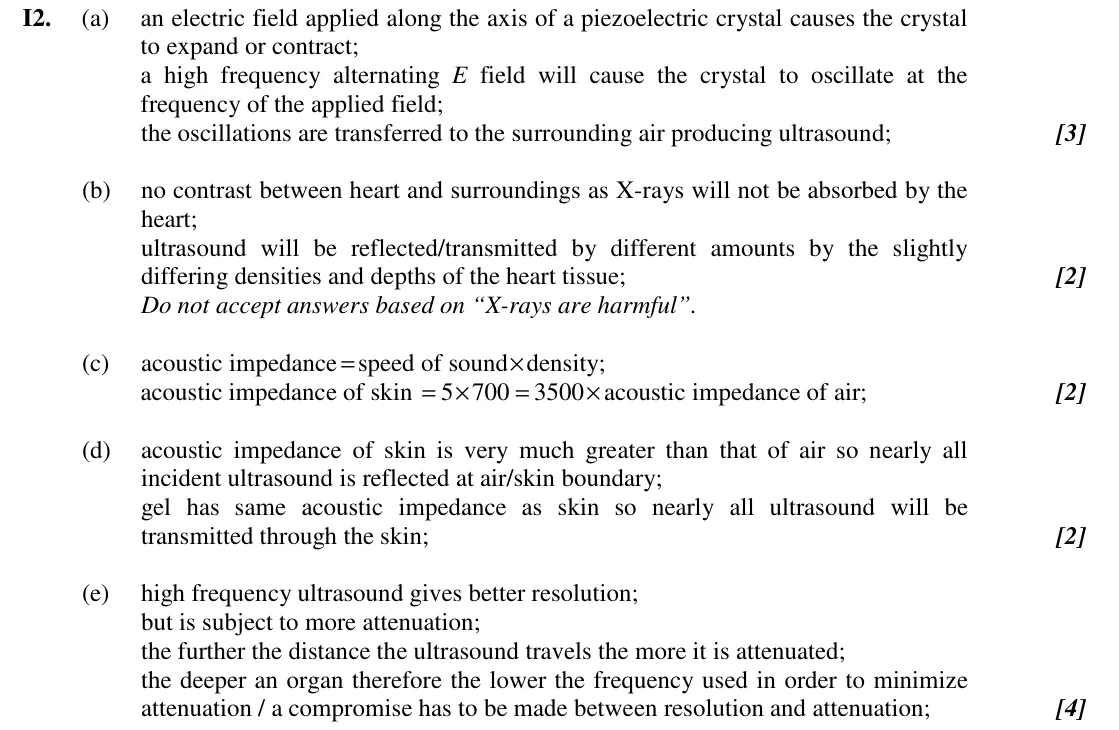 I2. (a) an electric field applied along the axis of a piezoelectric crystal causes the crystal
to expand or contract;
a high frequency alternating E field will cause the crystal to oscillate at the
frequency of the applied field;
the oscillations are transferred to the surrounding air producing ultrasound; [3]
(b) no contrast between heart and surroundings as X-rays will not be absorbed by the
heart;
ultrasound will be reflected/transmitted by different amounts by the slightly
differing densities and depths of the heart tissue; [2]
Do not accept answers based on “X-rays are harmful”.
(c) acoustic impedance=speed of sound×density;
acoustic impedance of skin =5×700=3500×acoustic impedance of air; [2]
(d) acoustic impedance of skin is very much greater than that of air so nearly all
incident ultrasound is reflected at air/skin boundary;
gel has same acoustic impedance as skin so nearly all ultrasound will be
transmitted through the skin; [2]
(e) high frequency ultrasound gives better resolution;
but is subject to more attenuation;
the further the distance the ultrasound travels the more it is attenuated;
the deeper an organ therefore the lower the frequency used in order to minimize
attenuation / a compromise has to be made between resolution and attenuation; [4]